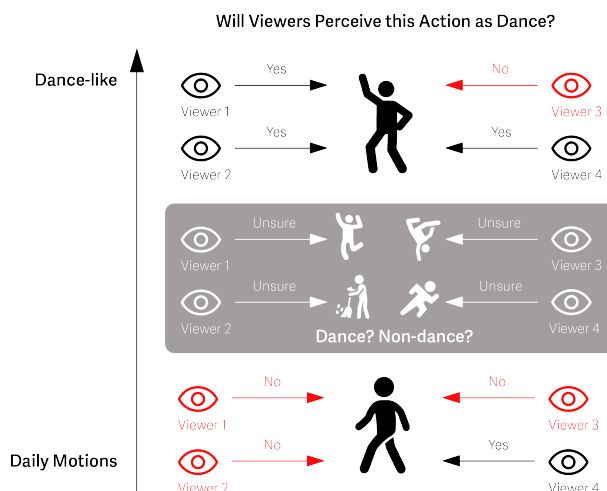 Will Viewers Perceive this Action as Dance?
Dance-like
Yes
No
Viewer 1
Viewer 3
Yes
Yes
Viewer 2
Viewer 4
Unsure
Unsure
Viewer 1
Viewer 3
Unsure
Unsure
Viewer 2
Viewer 4
Dance? Non-dance?
No
No
Viewer 1
Viewer 3
Daily Motions
No
Yes
Viewer 2
Viewer 4